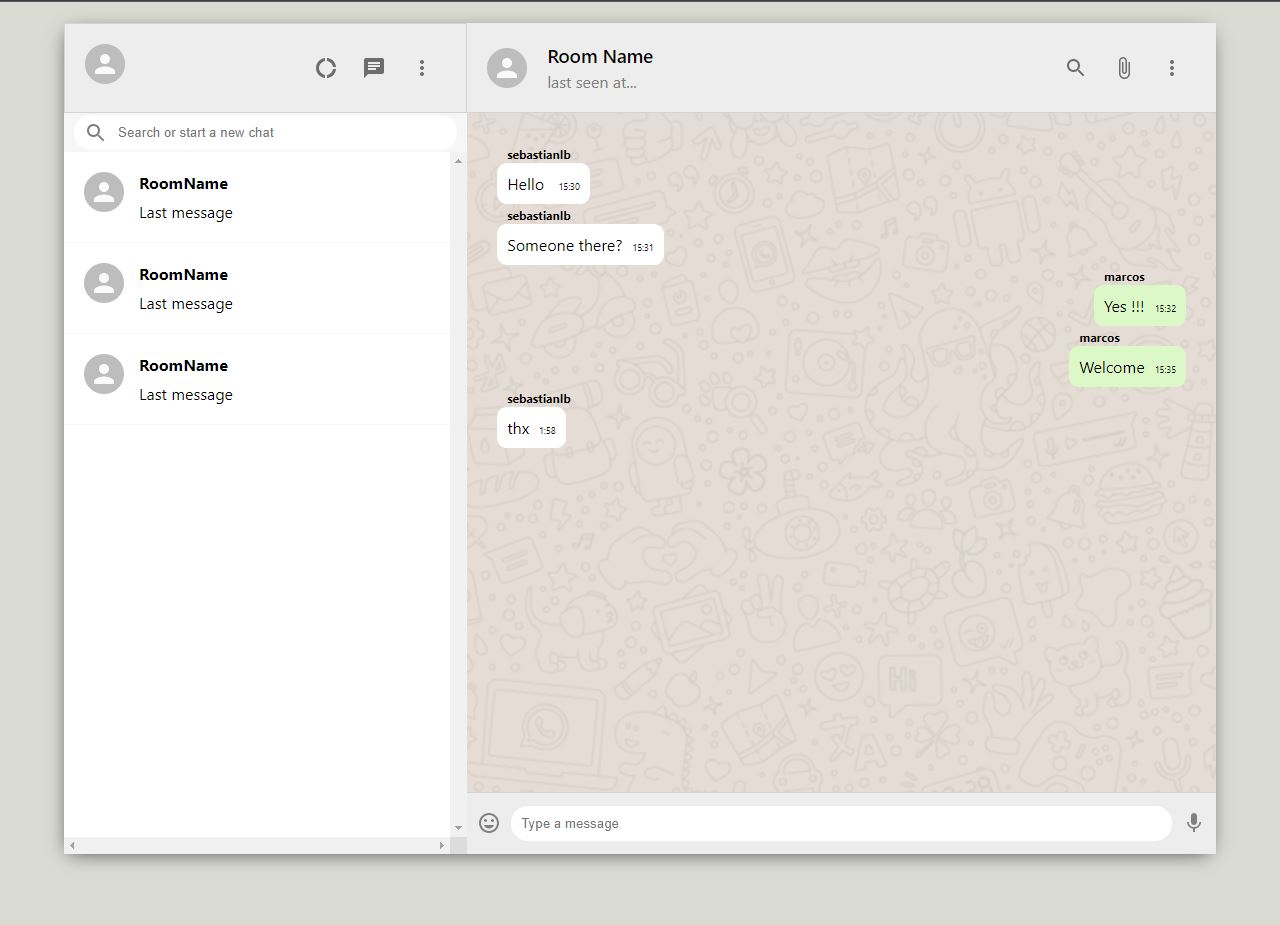 Room Name
last seen at...
Search or start a new chat
RoomName
Last message
RoomName
Last message
RoomName
Last message
sebastianlb
Hello 15:30
sebastianlb
Someone there? 15:31
marcos
Yes !!! 15:32
marcos
Welcome 15:35
sebastianlb
thx 1:58
Hi
Type a message